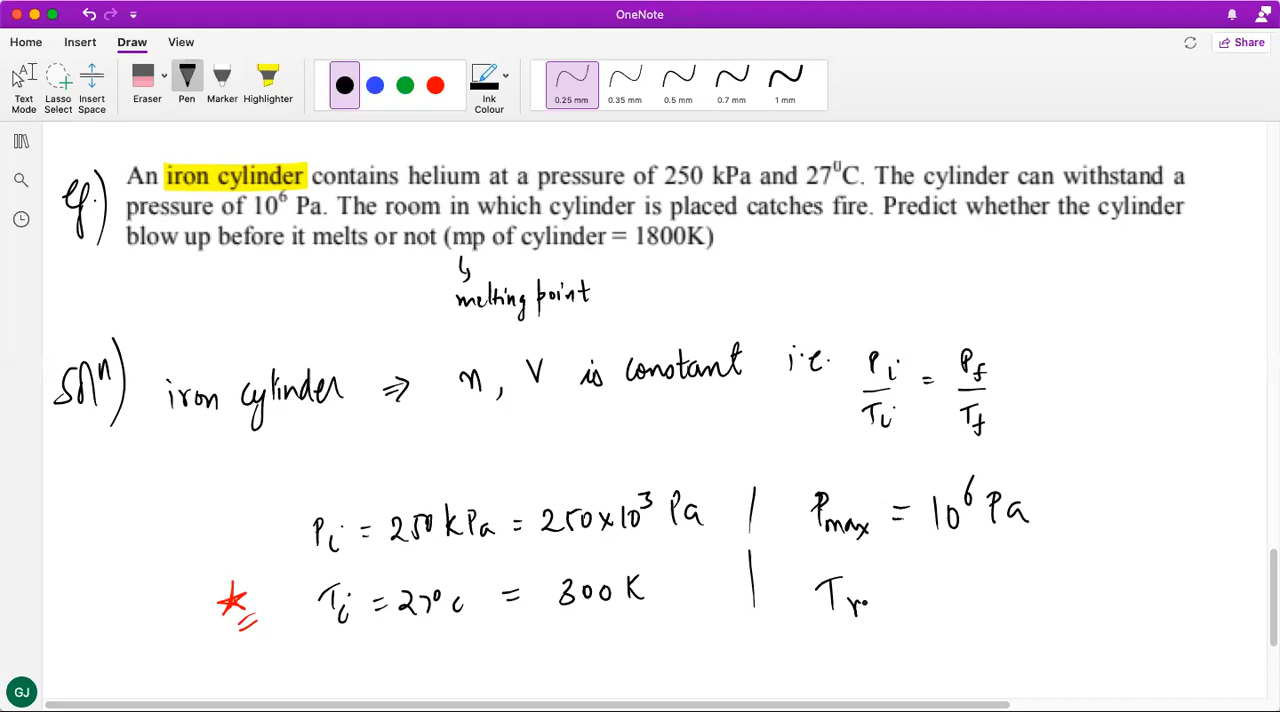 OneNote
Home Insert Draw View Share
Text Mode Lasso Select Insert Space Eraser Pen Marker Highlighter Ink Colour 0.25 mm 0.35 mm 0.5 mm 0.7 mm 1 mm
eg.) An iron cylinder contains helium at a pressure of 250 kPa and 27⁰C. The cylinder can withstand a
pressure of 10⁶ Pa. The room in which cylinder is placed catches fire. Predict whether the cylinder
blow up before it melts or not (mp of cylinder = 1800K)
↳ melting point
Solⁿ) iron cylinder ⇒ n, V is constant i.e. Pi/Ti = Pf/Tf
Pi = 250 kPa = 250×10³ Pa | Pmax = 10⁶ Pa
Ti = 27°C = 300 K | T
GJ